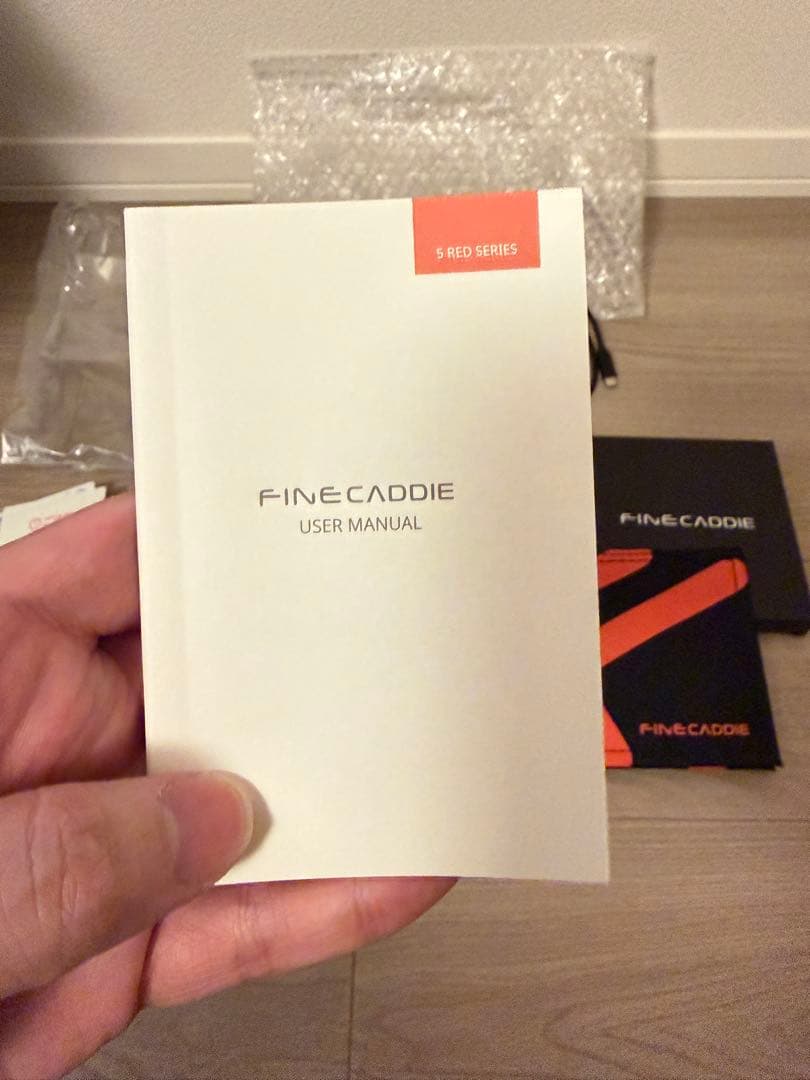 5 RED SERIES
FINECADDIE
USER MANUAL
FINECADDIE
FINECADDIE